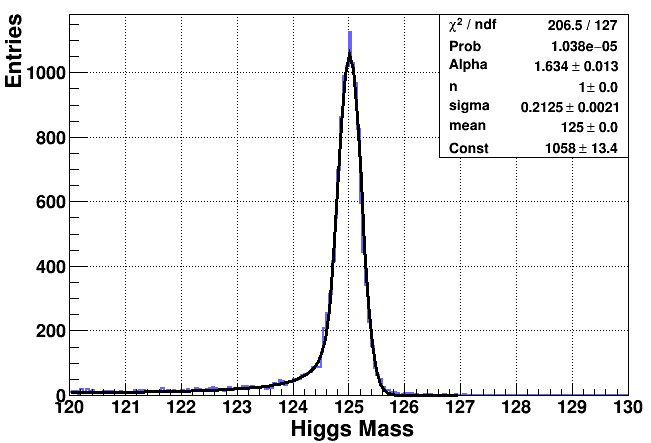 Entries
χ² / ndf 206.5 / 127
Prob 1.038e−05
Alpha 1.634 ± 0.013
n 1 ± 0.0
sigma 0.2125 ± 0.0021
mean 125 ± 0.0
Const 1058 ± 13.4
1000
800
600
400
200
0
120 121 122 123 124 125 126 127 128 129 130
Higgs Mass